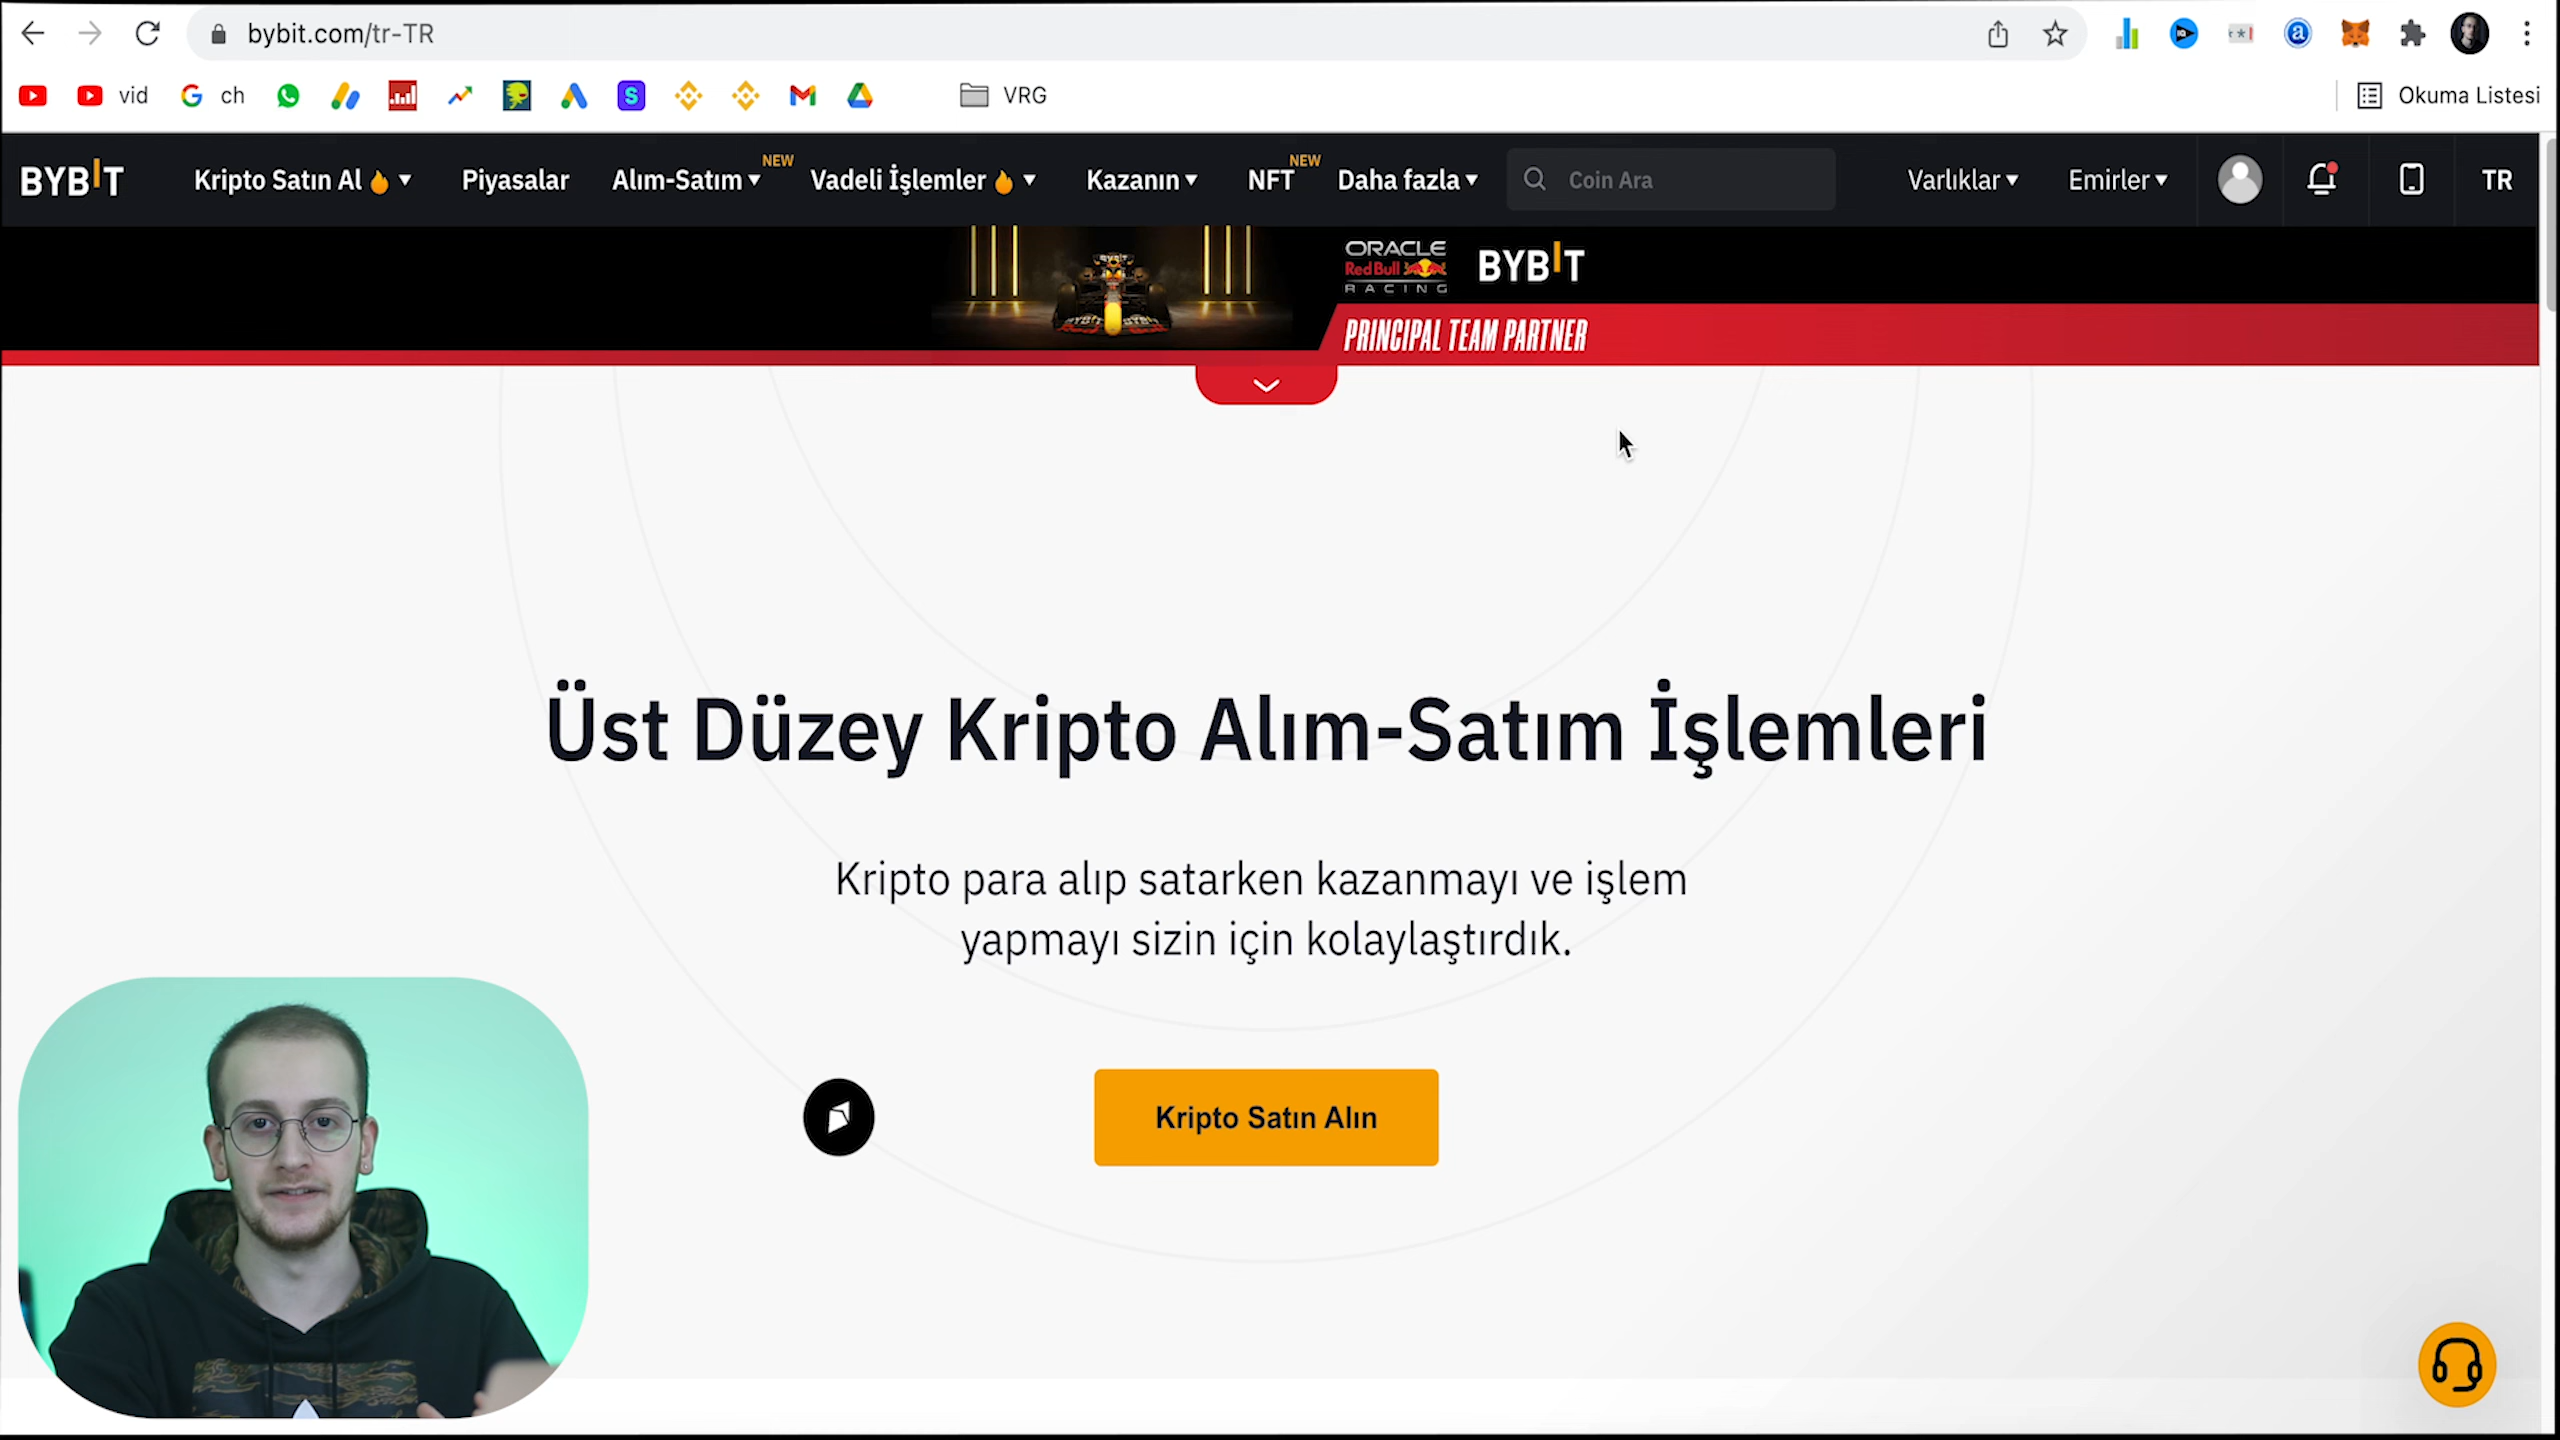 bybit.com/tr-TR
vid
ch
VRG
Okuma Listesi
BYBIT
Kripto Satın Al
Piyasalar
Alım-Satım
NEW
Vadeli İşlemler
Kazanın
NFT
NEW
Daha fazla
Coin Ara
Varlıklar
Emirler
TR
ORACLE
Red Bull
RACING
BYBIT
PRINCIPAL TEAM PARTNER
Üst Düzey Kripto Alım-Satım İşlemleri
Kripto para alıp satarken kazanmayı ve işlem
yapmayı sizin için kolaylaştırdık.
Kripto Satın Alın